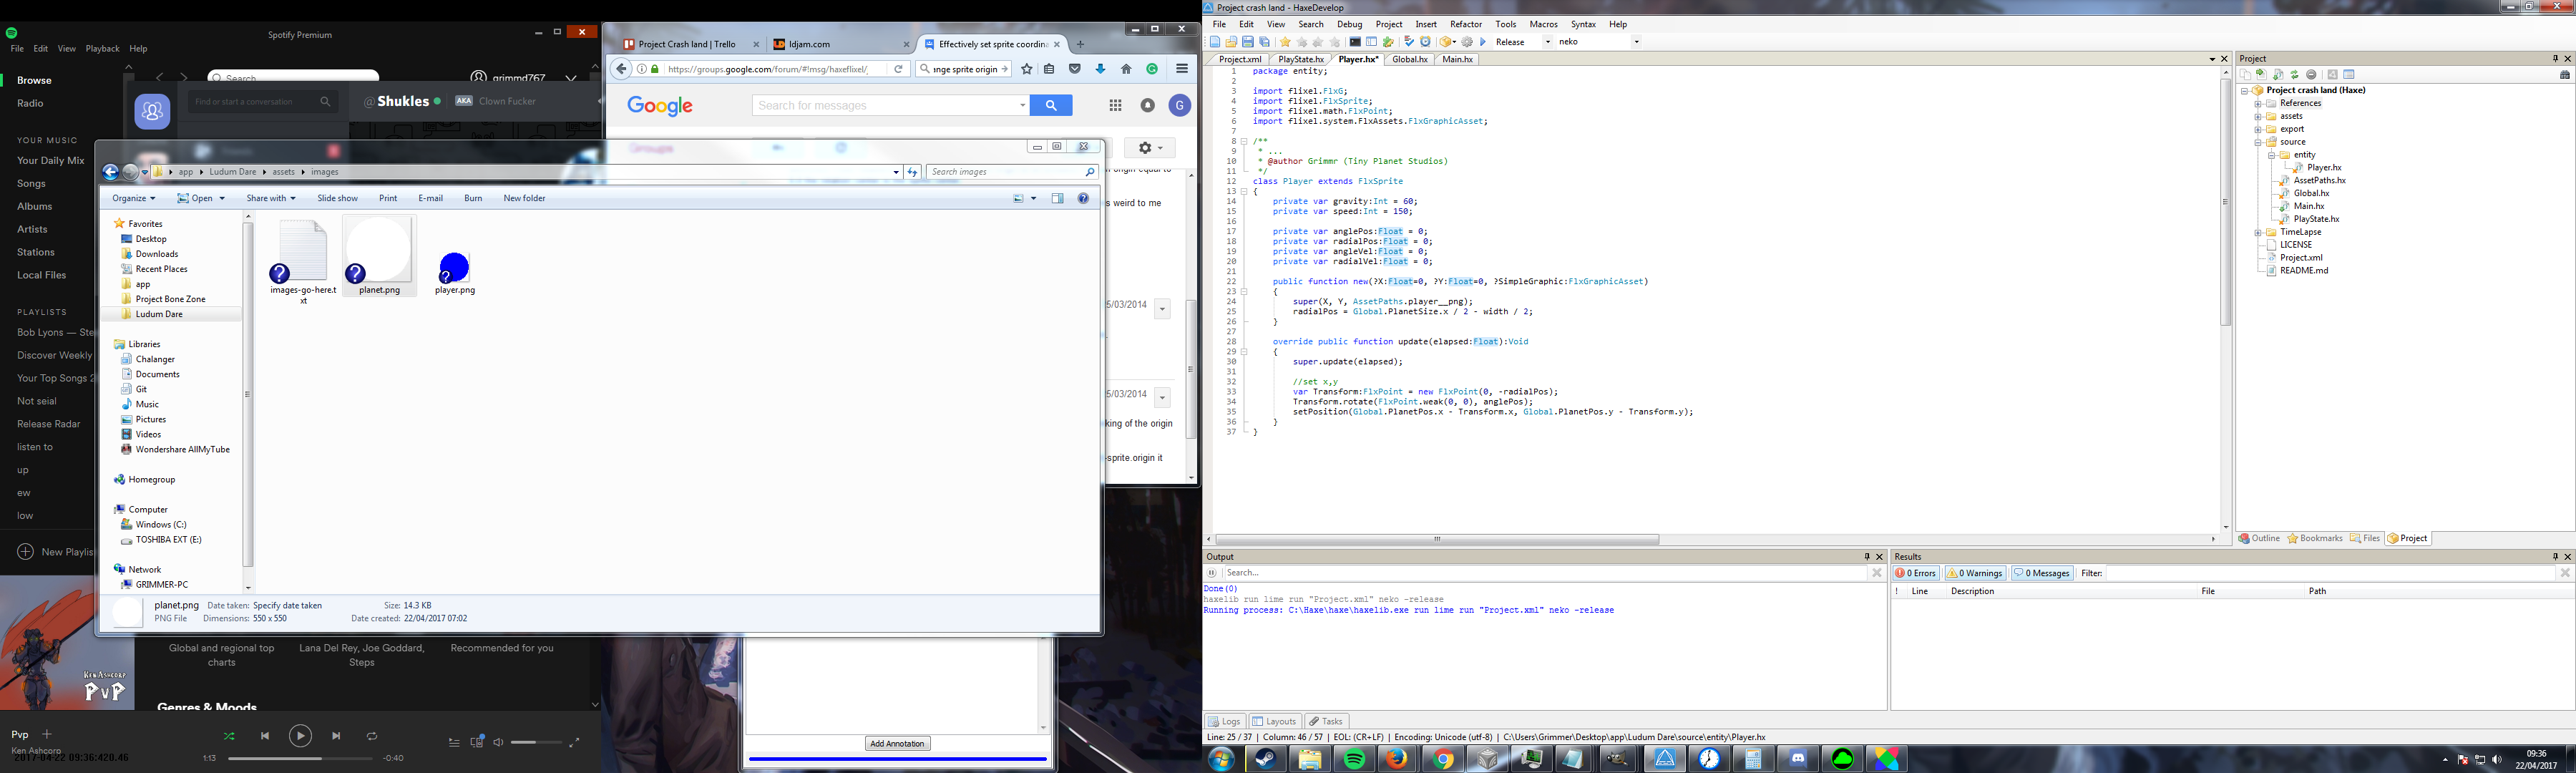 Spotify Premium
File Edit View Playback Help
Search
grimmd767
Browse
Radio
YOUR MUSIC
Your Daily Mix
Songs
Albums
Artists
Stations
Local Files
PLAYLISTS
Bob Lyons — Ste
Discover Weekly
Your Top Songs 2
Not seial
Release Radar
listen to
up
ew
low
New Playlis
Find or start a conversation
@Shukles
AKA Clown Fucker
Global and regional top
charts
Lana Del Rey, Joe Goddard,
Steps
Recommended for you
Genres & Moods
KEN ASHCORP
PvP
Pvp
Ken Ashcorp
2017-04-22 09:36:420.46
1:13
-0:40
app Ludum Dare assets images
Search images
Organize Open Share with Slide show Print E-mail Burn New folder
Favorites
Desktop
Downloads
Recent Places
app
Project Bone Zone
Ludum Dare
Libraries
Chalanger
Documents
Git
Music
Pictures
Videos
Wondershare AllMyTube
Homegroup
Computer
Windows (C:)
TOSHIBA EXT (E:)
Network
GRIMMER-PC
images-go-here.t
xt
planet.png
player.png
planet.png Date taken: Specify date taken Size: 14.3 KB
PNG File Dimensions: 550 x 550 Date created: 22/04/2017 07:02
Project Crash land | Trello
ldjam.com
Effectively set sprite coordina
https://groups.google.com/forum/#!msg/haxeflixel/
inge sprite origin
Google
Search for messages
G
Groups
n origin equal to
s weird to me
5/03/2014
5/03/2014
king of the origin
-sprite.origin it
Add Annotation
Project crash land - HaxeDevelop
File Edit View Search Debug Project Insert Refactor Tools Macros Syntax Help
Release
neko
Project.xml PlayState.hx Player.hx* Global.hx Main.hx
1 package entity;
2
3 import flixel.FlxG;
4 import flixel.FlxSprite;
5 import flixel.math.FlxPoint;
6 import flixel.system.FlxAssets.FlxGraphicAsset;
7
8 /**
9 * ...
10 * @author Grimmr (Tiny Planet Studios)
11 */
12 class Player extends FlxSprite
13 {
14 private var gravity:Int = 60;
15 private var speed:Int = 150;
16
17 private var anglePos:Float = 0;
18 private var radialPos:Float = 0;
19 private var angleVel:Float = 0;
20 private var radialVel:Float = 0;
21
22 public function new(?X:Float=0, ?Y:Float=0, ?SimpleGraphic:FlxGraphicAsset)
23 {
24 super(X, Y, AssetPaths.player__png);
25 radialPos = Global.PlanetSize.x / 2 - width / 2;
26 }
27
28 override public function update(elapsed:Float):Void
29 {
30 super.update(elapsed);
31
32 //set x,y
33 var Transform:FlxPoint = new FlxPoint(0, -radialPos);
34 Transform.rotate(FlxPoint.weak(0, 0), anglePos);
35 setPosition(Global.PlanetPos.x - Transform.x, Global.PlanetPos.y - Transform.y);
36 }
37 }
Project
Project crash land (Haxe)
References
assets
export
source
entity
Player.hx
AssetPaths.hx
Global.hx
Main.hx
PlayState.hx
TimeLapse
LICENSE
Project.xml
README.md
Outline Bookmarks Files Project
Output
Search...
Done(0)
haxelib run lime run "Project.xml" neko -release
Running process: C:\Haxe\haxe\haxelib.exe run lime run "Project.xml" neko -release
Results
0 Errors 0 Warnings 0 Messages Filter:
! Line Description File Path
Logs Layouts Tasks
Line: 25 / 37 | Column: 46 / 57 | EOL: (CR+LF) | Encoding: Unicode (utf-8) | C:\Users\Grimmer\Desktop\app\Ludum Dare\source\entity\Player.hx
09:36
22/04/2017